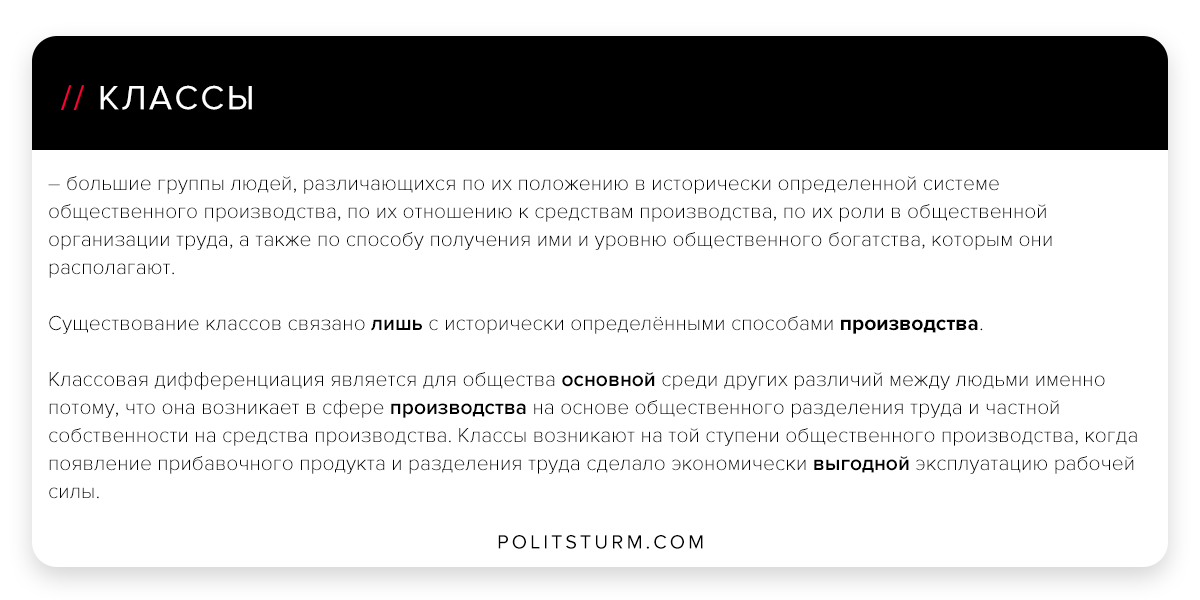 // КЛАССЫ
– большие группы людей, различающихся по их положению в исторически определенной системе
общественного производства, по их отношению к средствам производства, по их роли в общественной
организации труда, а также по способу получения ими и уровню общественного богатства, которым они
располагают.
Существование классов связано лишь с исторически определёнными способами производства.
Классовая дифференциация является для общества основной среди других различий между людьми именно
потому, что она возникает в сфере производства на основе общественного разделения труда и частной
собственности на средства производства. Классы возникают на той ступени общественного производства, когда
появление прибавочного продукта и разделения труда сделало экономически выгодной эксплуатацию рабочей
силы.
POLITSTURM.COM